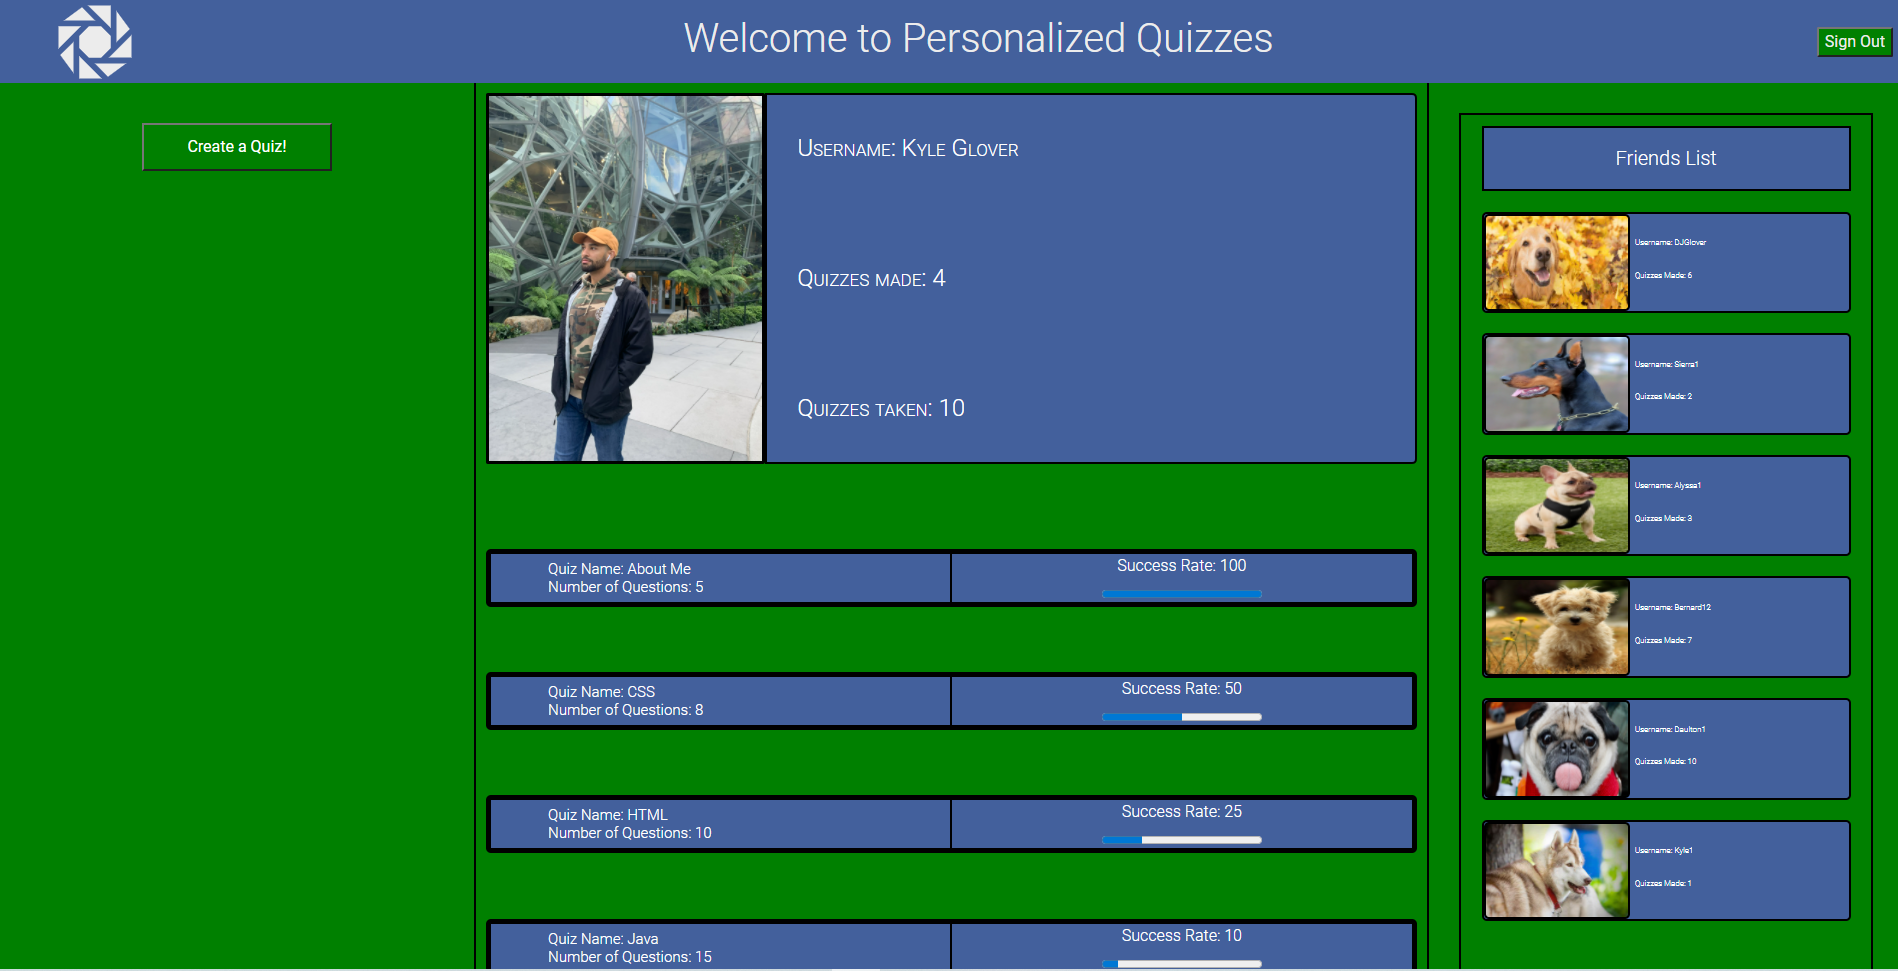 Welcome to Personalized Quizzes
Sign Out
Create a Quiz!
Username: Kyle Glover
Quizzes made: 4
Quizzes taken: 10
Quiz Name: About Me
Number of Questions: 5
Success Rate: 100
Quiz Name: CSS
Number of Questions: 8
Success Rate: 50
Quiz Name: HTML
Number of Questions: 10
Success Rate: 25
Quiz Name: Java
Number of Questions: 15
Success Rate: 10
Friends List
Username: DJGlover
Quizzes Made: 6
Username: Sierra1
Quizzes Made: 2
Username: Alyssa1
Quizzes Made: 3
Username: Bernard12
Quizzes Made: 7
Username: Daulton1
Quizzes Made: 10
Username: Kyle1
Quizzes Made: 1